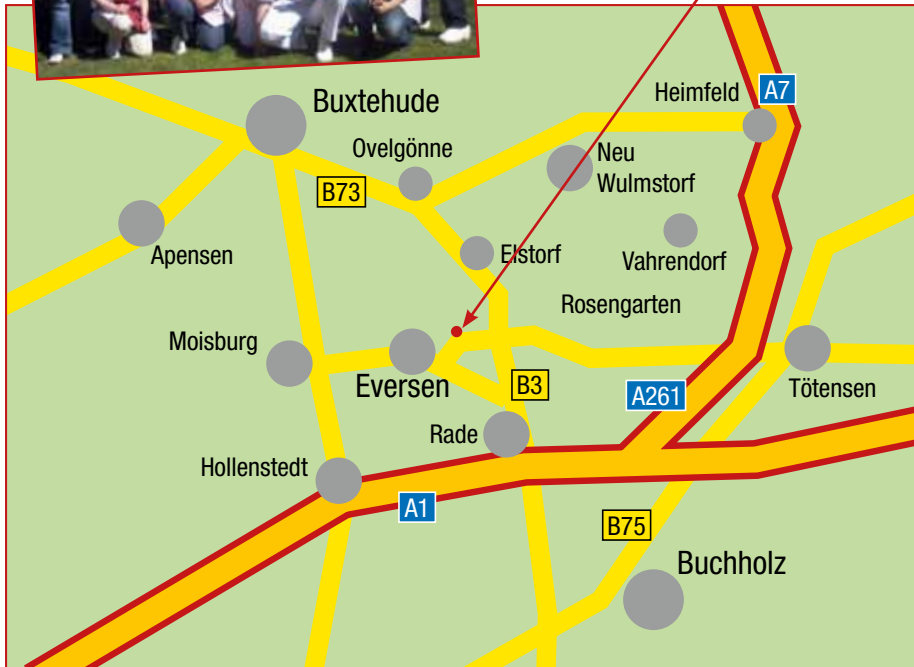 Buxtehude
Heimfeld
A7
Ovelgönne
Neu
Wulmstorf
B73
Apensen
Elstorf
Vahrendorf
Rosengarten
Moisburg
Eversen
B3
A261
Tötensen
Rade
Hollenstedt
A1
B75
Buchholz